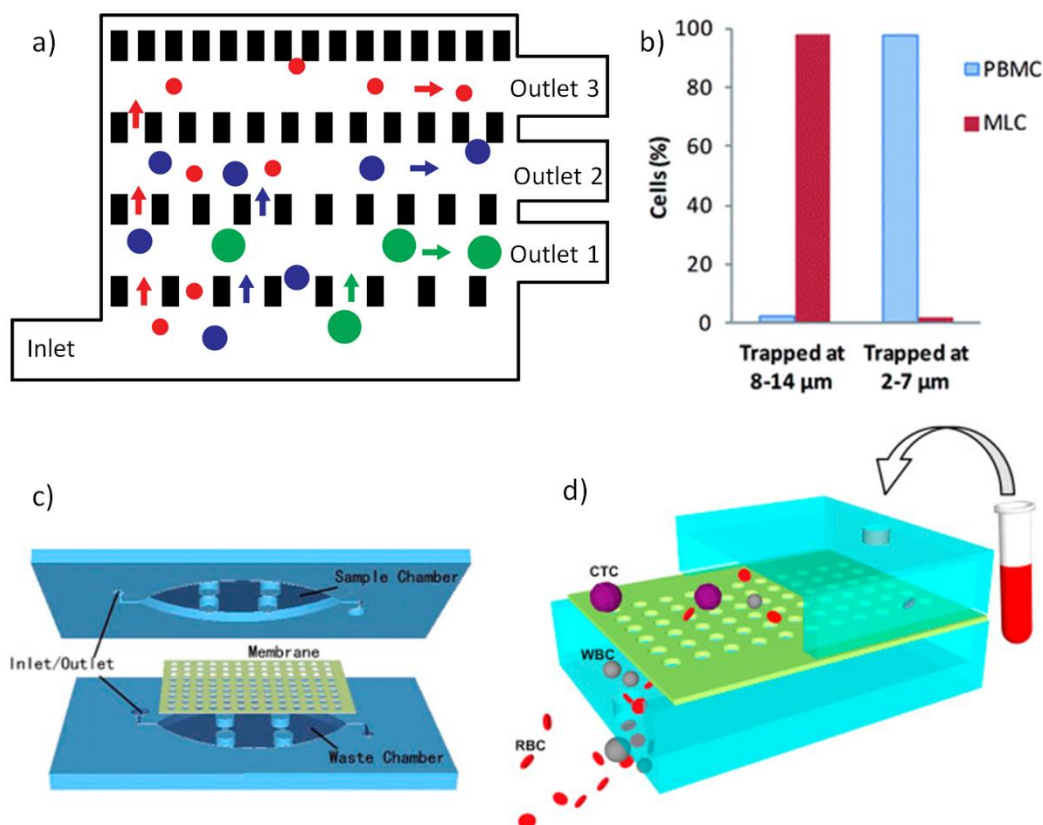 a)
Outlet 3
Outlet 2
Outlet 1
Inlet
b)
100
80
60
40
20
0
Cells (%)
PBMC
MLC
Trapped at
8-14 µm
Trapped at
2-7 µm
c)
Sample Chamber
Membrane
Inlet/Outlet
Waste Chamber
d)
CTC
WBC
RBC